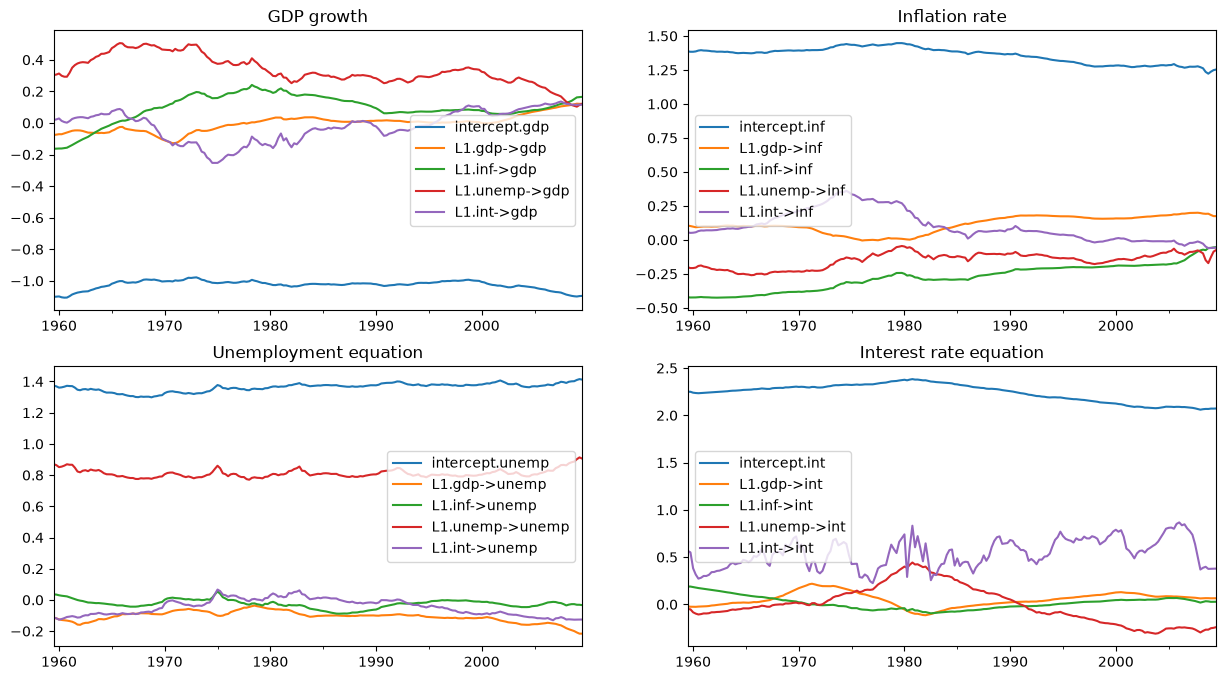 GDP growth
0.4
0.2
0.0
−0.2
−0.4
−0.6
−0.8
−1.0
intercept.gdp
L1.gdp->gdp
L1.inf->gdp
L1.unemp->gdp
L1.int->gdp
1960 1970 1980 1990 2000
Inflation rate
1.50
1.25
1.00
0.75
0.50
0.25
0.00
−0.25
−0.50
intercept.inf
L1.gdp->inf
L1.inf->inf
L1.unemp->inf
L1.int->inf
1960 1970 1980 1990 2000
Unemployment equation
1.4
1.2
1.0
0.8
0.6
0.4
0.2
0.0
−0.2
intercept.unemp
L1.gdp->unemp
L1.inf->unemp
L1.unemp->unemp
L1.int->unemp
1960 1970 1980 1990 2000
Interest rate equation
2.5
2.0
1.5
1.0
0.5
0.0
intercept.int
L1.gdp->int
L1.inf->int
L1.unemp->int
L1.int->int
1960 1970 1980 1990 2000